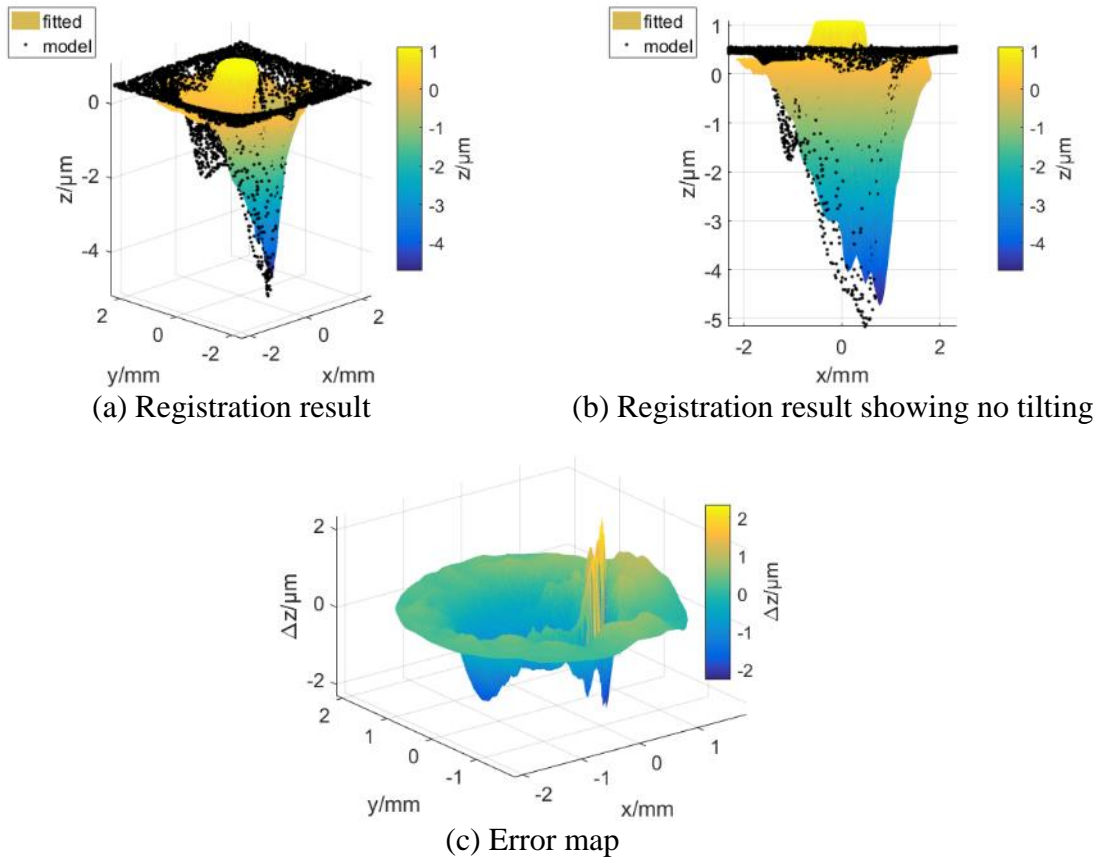 fitted
model
z/µm
0
-2
-4
2
0
-2
y/mm
-2
0
2
x/mm
1
0
-1
-2
-3
-4
z/µm
(a) Registration result
fitted
model
z/µm
1
0
-1
-2
-3
-4
-5
-2
0
2
x/mm
1
0
-1
-2
-3
-4
z/µm
(b) Registration result showing no tilting
Δz/µm
2
0
-2
2
1
0
-1
y/mm
-2
-1
0
1
x/mm
2
1
0
-1
-2
Δz/µm
(c) Error map